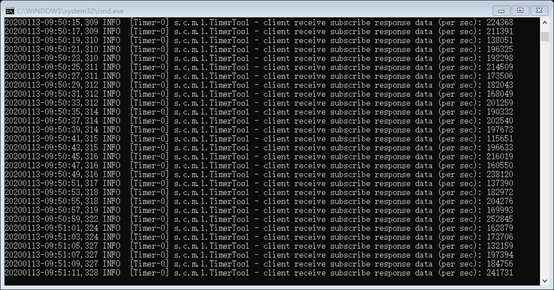 C:\WINDOWS\system32\cmd.exe
20200113-09:50:15,309 INFO [Timer-0] s.c.m.l.TimerTool - client receive subscribe response data (per sec): 224368
20200113-09:50:17,309 INFO [Timer-0] s.c.m.l.TimerTool - client receive subscribe response data (per sec): 211391
20200113-09:50:19,310 INFO [Timer-0] s.c.m.l.TimerTool - client receive subscribe response data (per sec): 138051
20200113-09:50:21,310 INFO [Timer-0] s.c.m.l.TimerTool - client receive subscribe response data (per sec): 196325
20200113-09:50:23,310 INFO [Timer-0] s.c.m.l.TimerTool - client receive subscribe response data (per sec): 192298
20200113-09:50:25,311 INFO [Timer-0] s.c.m.l.TimerTool - client receive subscribe response data (per sec): 214509
20200113-09:50:27,311 INFO [Timer-0] s.c.m.l.TimerTool - client receive subscribe response data (per sec): 173506
20200113-09:50:29,312 INFO [Timer-0] s.c.m.l.TimerTool - client receive subscribe response data (per sec): 182043
20200113-09:50:31,312 INFO [Timer-0] s.c.m.l.TimerTool - client receive subscribe response data (per sec): 168049
20200113-09:50:33,312 INFO [Timer-0] s.c.m.l.TimerTool - client receive subscribe response data (per sec): 201259
20200113-09:50:35,314 INFO [Timer-0] s.c.m.l.TimerTool - client receive subscribe response data (per sec): 190332
20200113-09:50:37,314 INFO [Timer-0] s.c.m.l.TimerTool - client receive subscribe response data (per sec): 202540
20200113-09:50:39,314 INFO [Timer-0] s.c.m.l.TimerTool - client receive subscribe response data (per sec): 197673
20200113-09:50:41,315 INFO [Timer-0] s.c.m.l.TimerTool - client receive subscribe response data (per sec): 115651
20200113-09:50:43,315 INFO [Timer-0] s.c.m.l.TimerTool - client receive subscribe response data (per sec): 196633
20200113-09:50:45,316 INFO [Timer-0] s.c.m.l.TimerTool - client receive subscribe response data (per sec): 216019
20200113-09:50:47,316 INFO [Timer-0] s.c.m.l.TimerTool - client receive subscribe response data (per sec): 160550
20200113-09:50:49,316 INFO [Timer-0] s.c.m.l.TimerTool - client receive subscribe response data (per sec): 238120
20200113-09:50:51,317 INFO [Timer-0] s.c.m.l.TimerTool - client receive subscribe response data (per sec): 137390
20200113-09:50:53,318 INFO [Timer-0] s.c.m.l.TimerTool - client receive subscribe response data (per sec): 182972
20200113-09:50:55,318 INFO [Timer-0] s.c.m.l.TimerTool - client receive subscribe response data (per sec): 204276
20200113-09:50:57,319 INFO [Timer-0] s.c.m.l.TimerTool - client receive subscribe response data (per sec): 169993
20200113-09:50:59,322 INFO [Timer-0] s.c.m.l.TimerTool - client receive subscribe response data (per sec): 252845
20200113-09:51:01,324 INFO [Timer-0] s.c.m.l.TimerTool - client receive subscribe response data (per sec): 162879
20200113-09:51:03,324 INFO [Timer-0] s.c.m.l.TimerTool - client receive subscribe response data (per sec): 173706
20200113-09:51:05,327 INFO [Timer-0] s.c.m.l.TimerTool - client receive subscribe response data (per sec): 132159
20200113-09:51:07,327 INFO [Timer-0] s.c.m.l.TimerTool - client receive subscribe response data (per sec): 197394
20200113-09:51:09,327 INFO [Timer-0] s.c.m.l.TimerTool - client receive subscribe response data (per sec): 184756
20200113-09:51:11,328 INFO [Timer-0] s.c.m.l.TimerTool - client receive subscribe response data (per sec): 241731